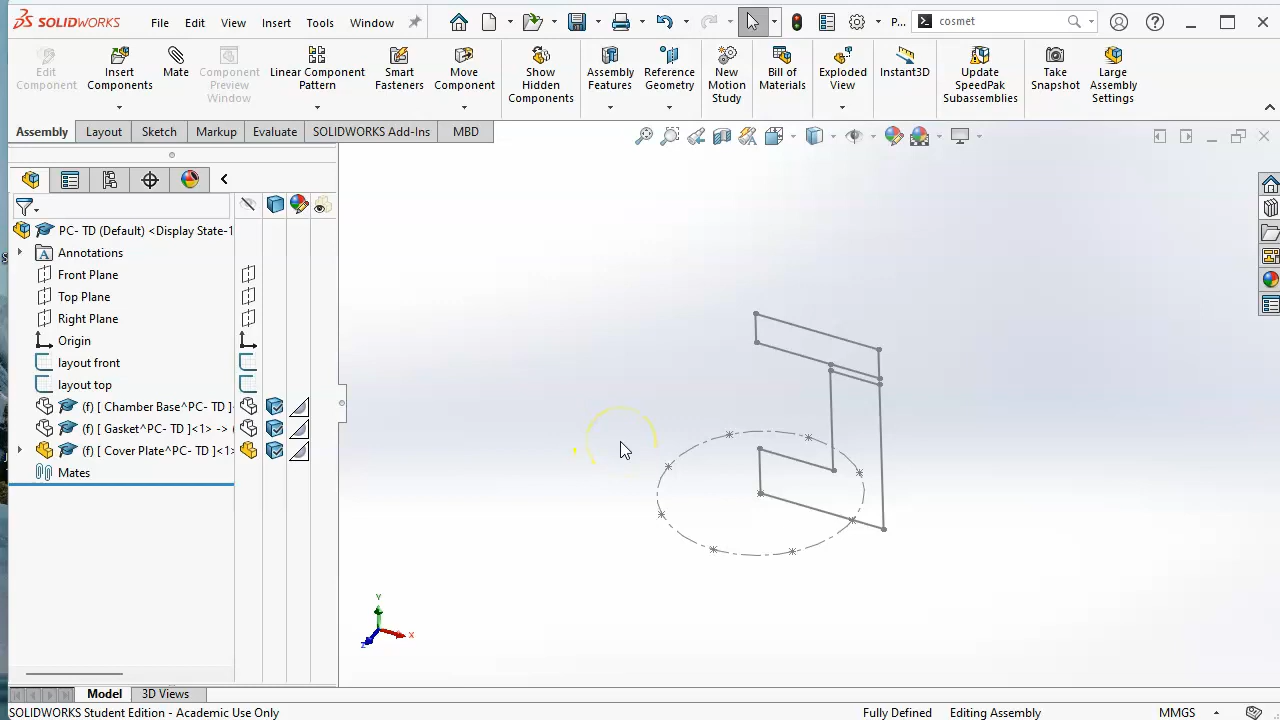 SOLIDWORKS File Edit View Insert Tools Window P... cosmet
Edit Component
Insert Components
Mate
Component Preview Window
Linear Component Pattern
Smart Fasteners
Move Component
Show Hidden Components
Assembly Features
Reference Geometry
New Motion Study
Bill of Materials
Exploded View
Instant3D
Update SpeedPak Subassemblies
Take Snapshot
Large Assembly Settings
Assembly Layout Sketch Markup Evaluate SOLIDWORKS Add-Ins MBD
PC- TD (Default) <Display State-1
Annotations
Front Plane
Top Plane
Right Plane
Origin
layout front
layout top
(f) [ Chamber Base^PC- TD ]<
(f) [ Gasket^PC- TD ]<1> -> (
(f) [ Cover Plate^PC- TD ]<1>
Mates
Y
X
Z
Model 3D Views
SOLIDWORKS Student Edition - Academic Use Only Fully Defined Editing Assembly MMGS